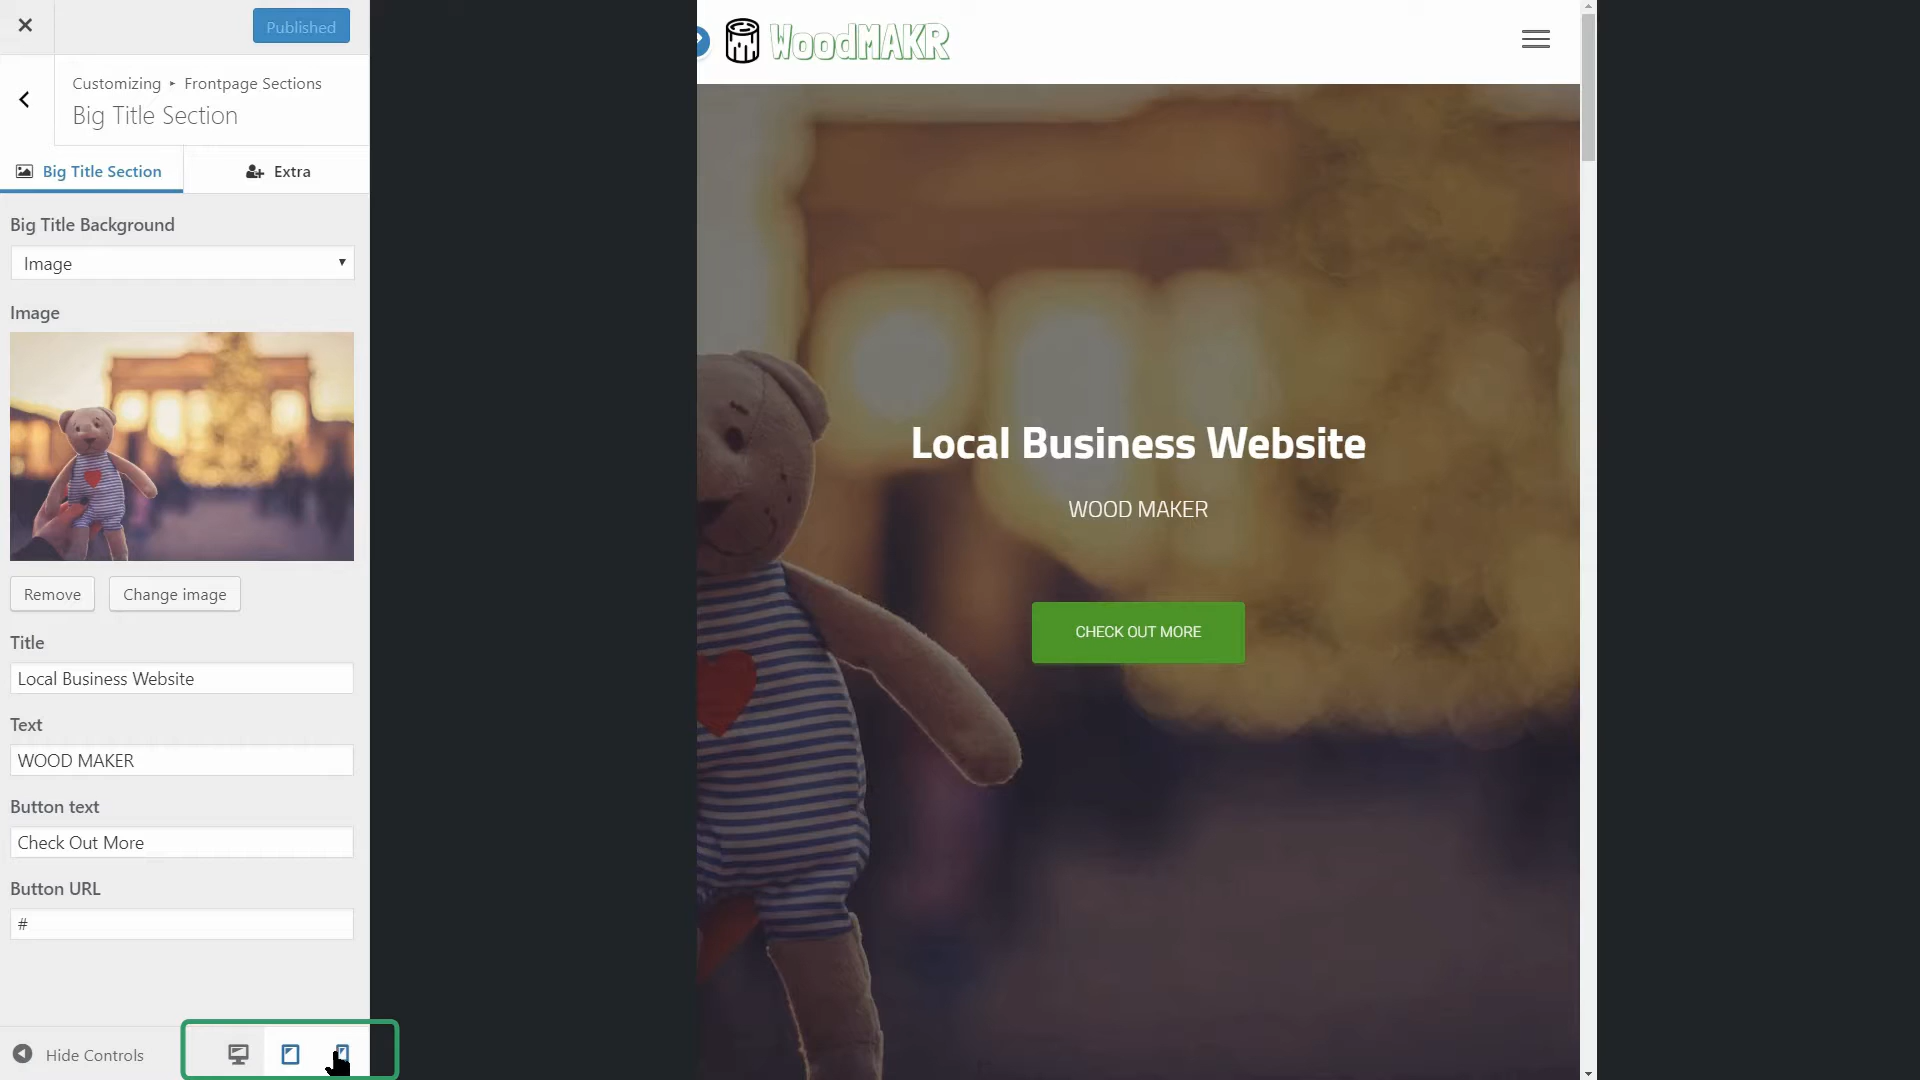 Published
Customizing ▸ Frontpage Sections
Big Title Section
Big Title Section
Extra
Big Title Background
Image
Image
Remove
Change image
Title
Local Business Website
Text
WOOD MAKER
Button text
Check Out More
Button URL
#
Hide Controls
WoodMAKR
Local Business Website
WOOD MAKER
CHECK OUT MORE